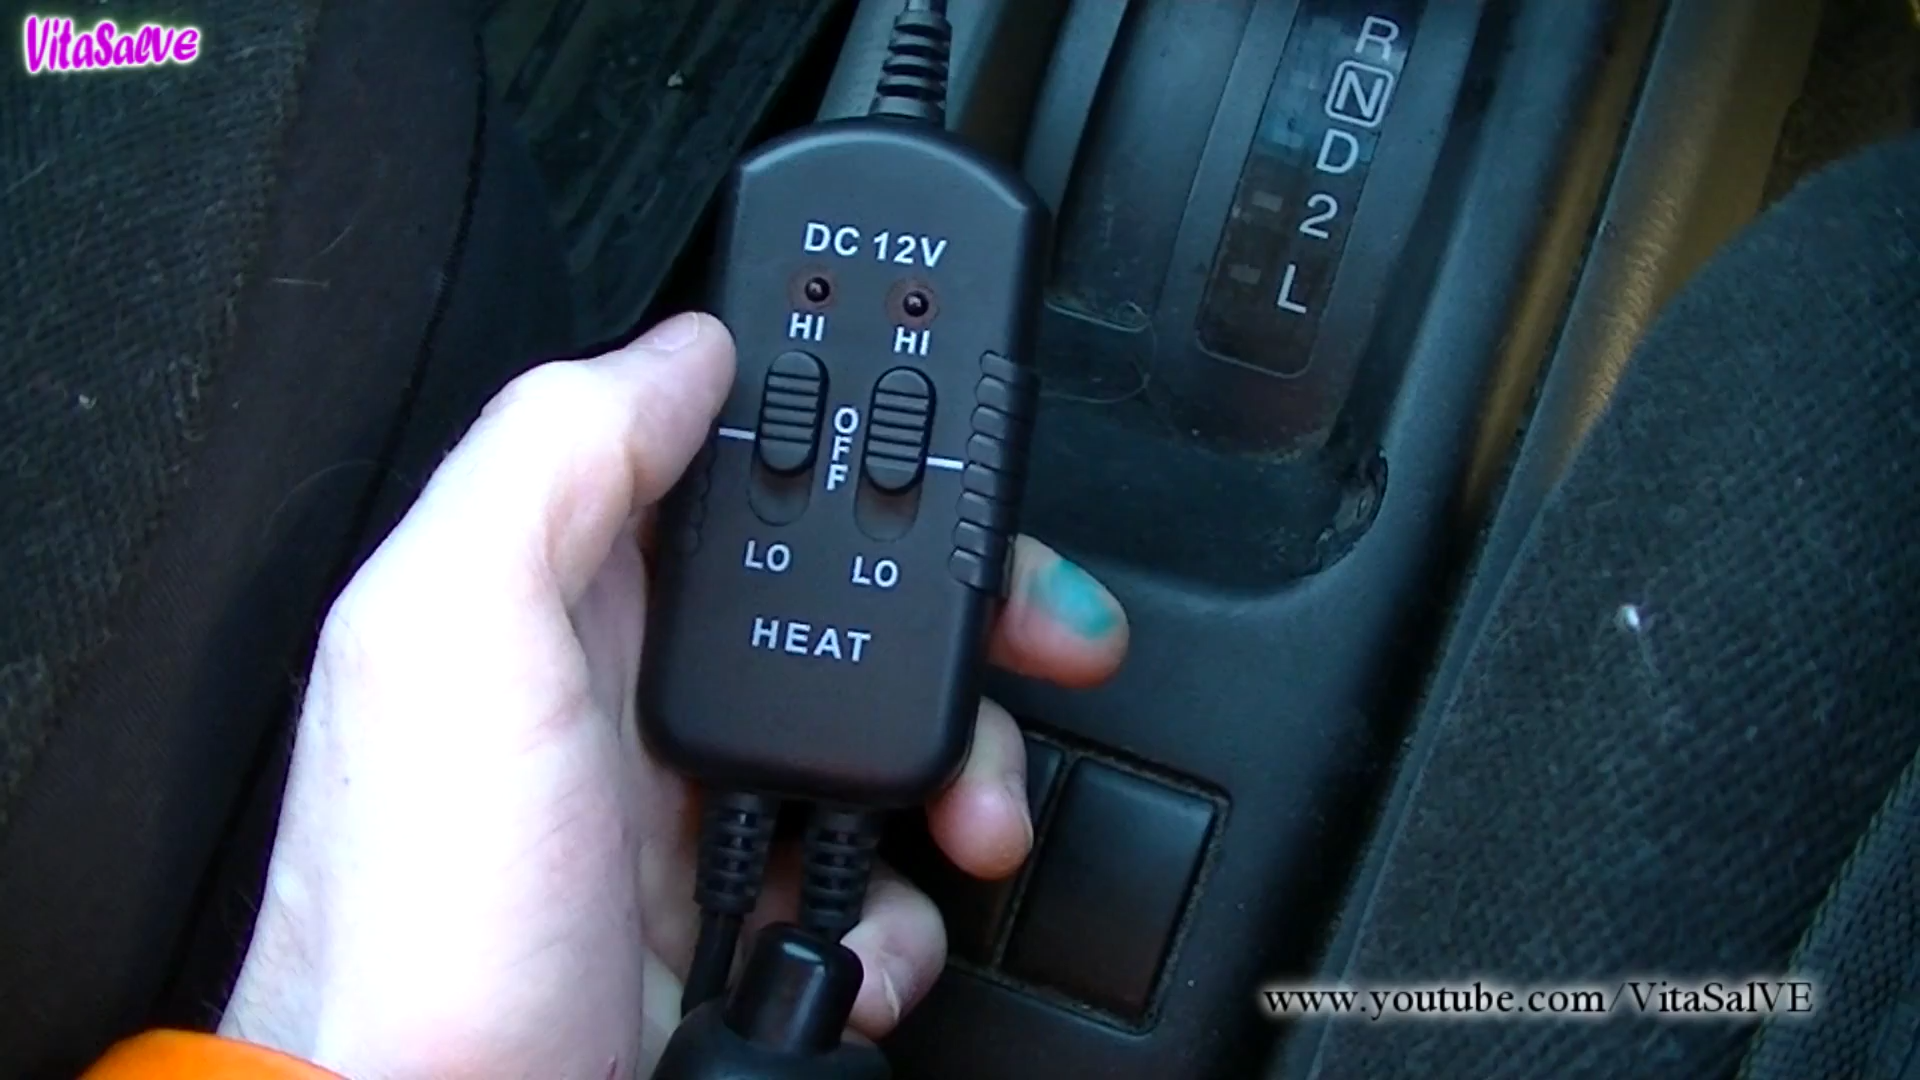 VitaSalVE
R
N
D
2
L
DC 12V
HI HI
OFF
LO LO
HEAT
www.youtube.com/VitaSalVE